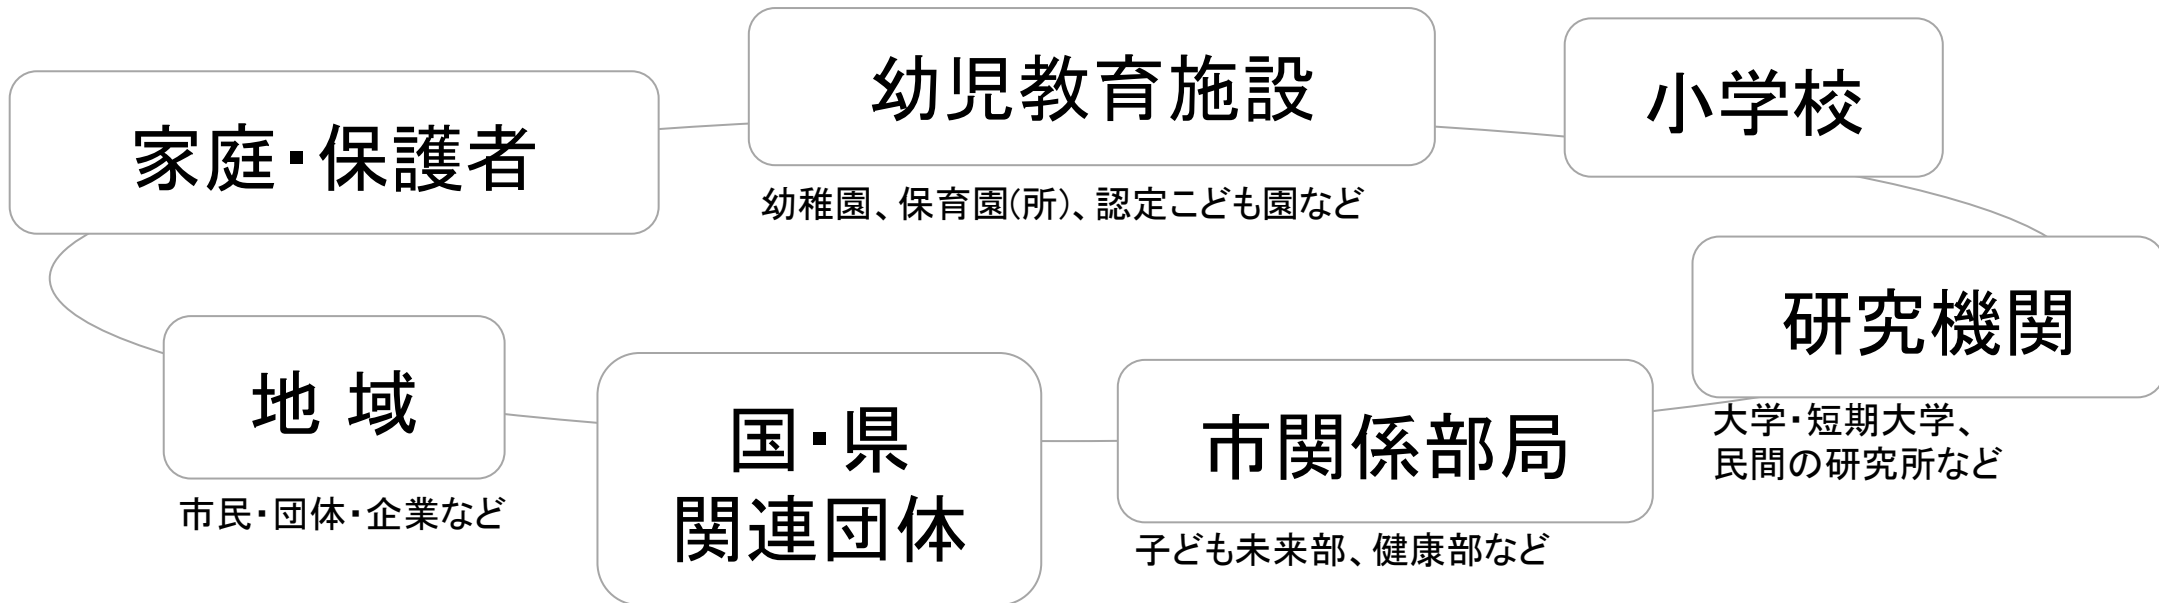 家庭・保護者
幼児教育施設
幼稚園、保育園(所)、認定こども園など
小学校
研究機関
大学・短期大学、
民間の研究所など
市関係部局
子ども未来部、健康部など
国・県
関連団体
地 域
市民・団体・企業など